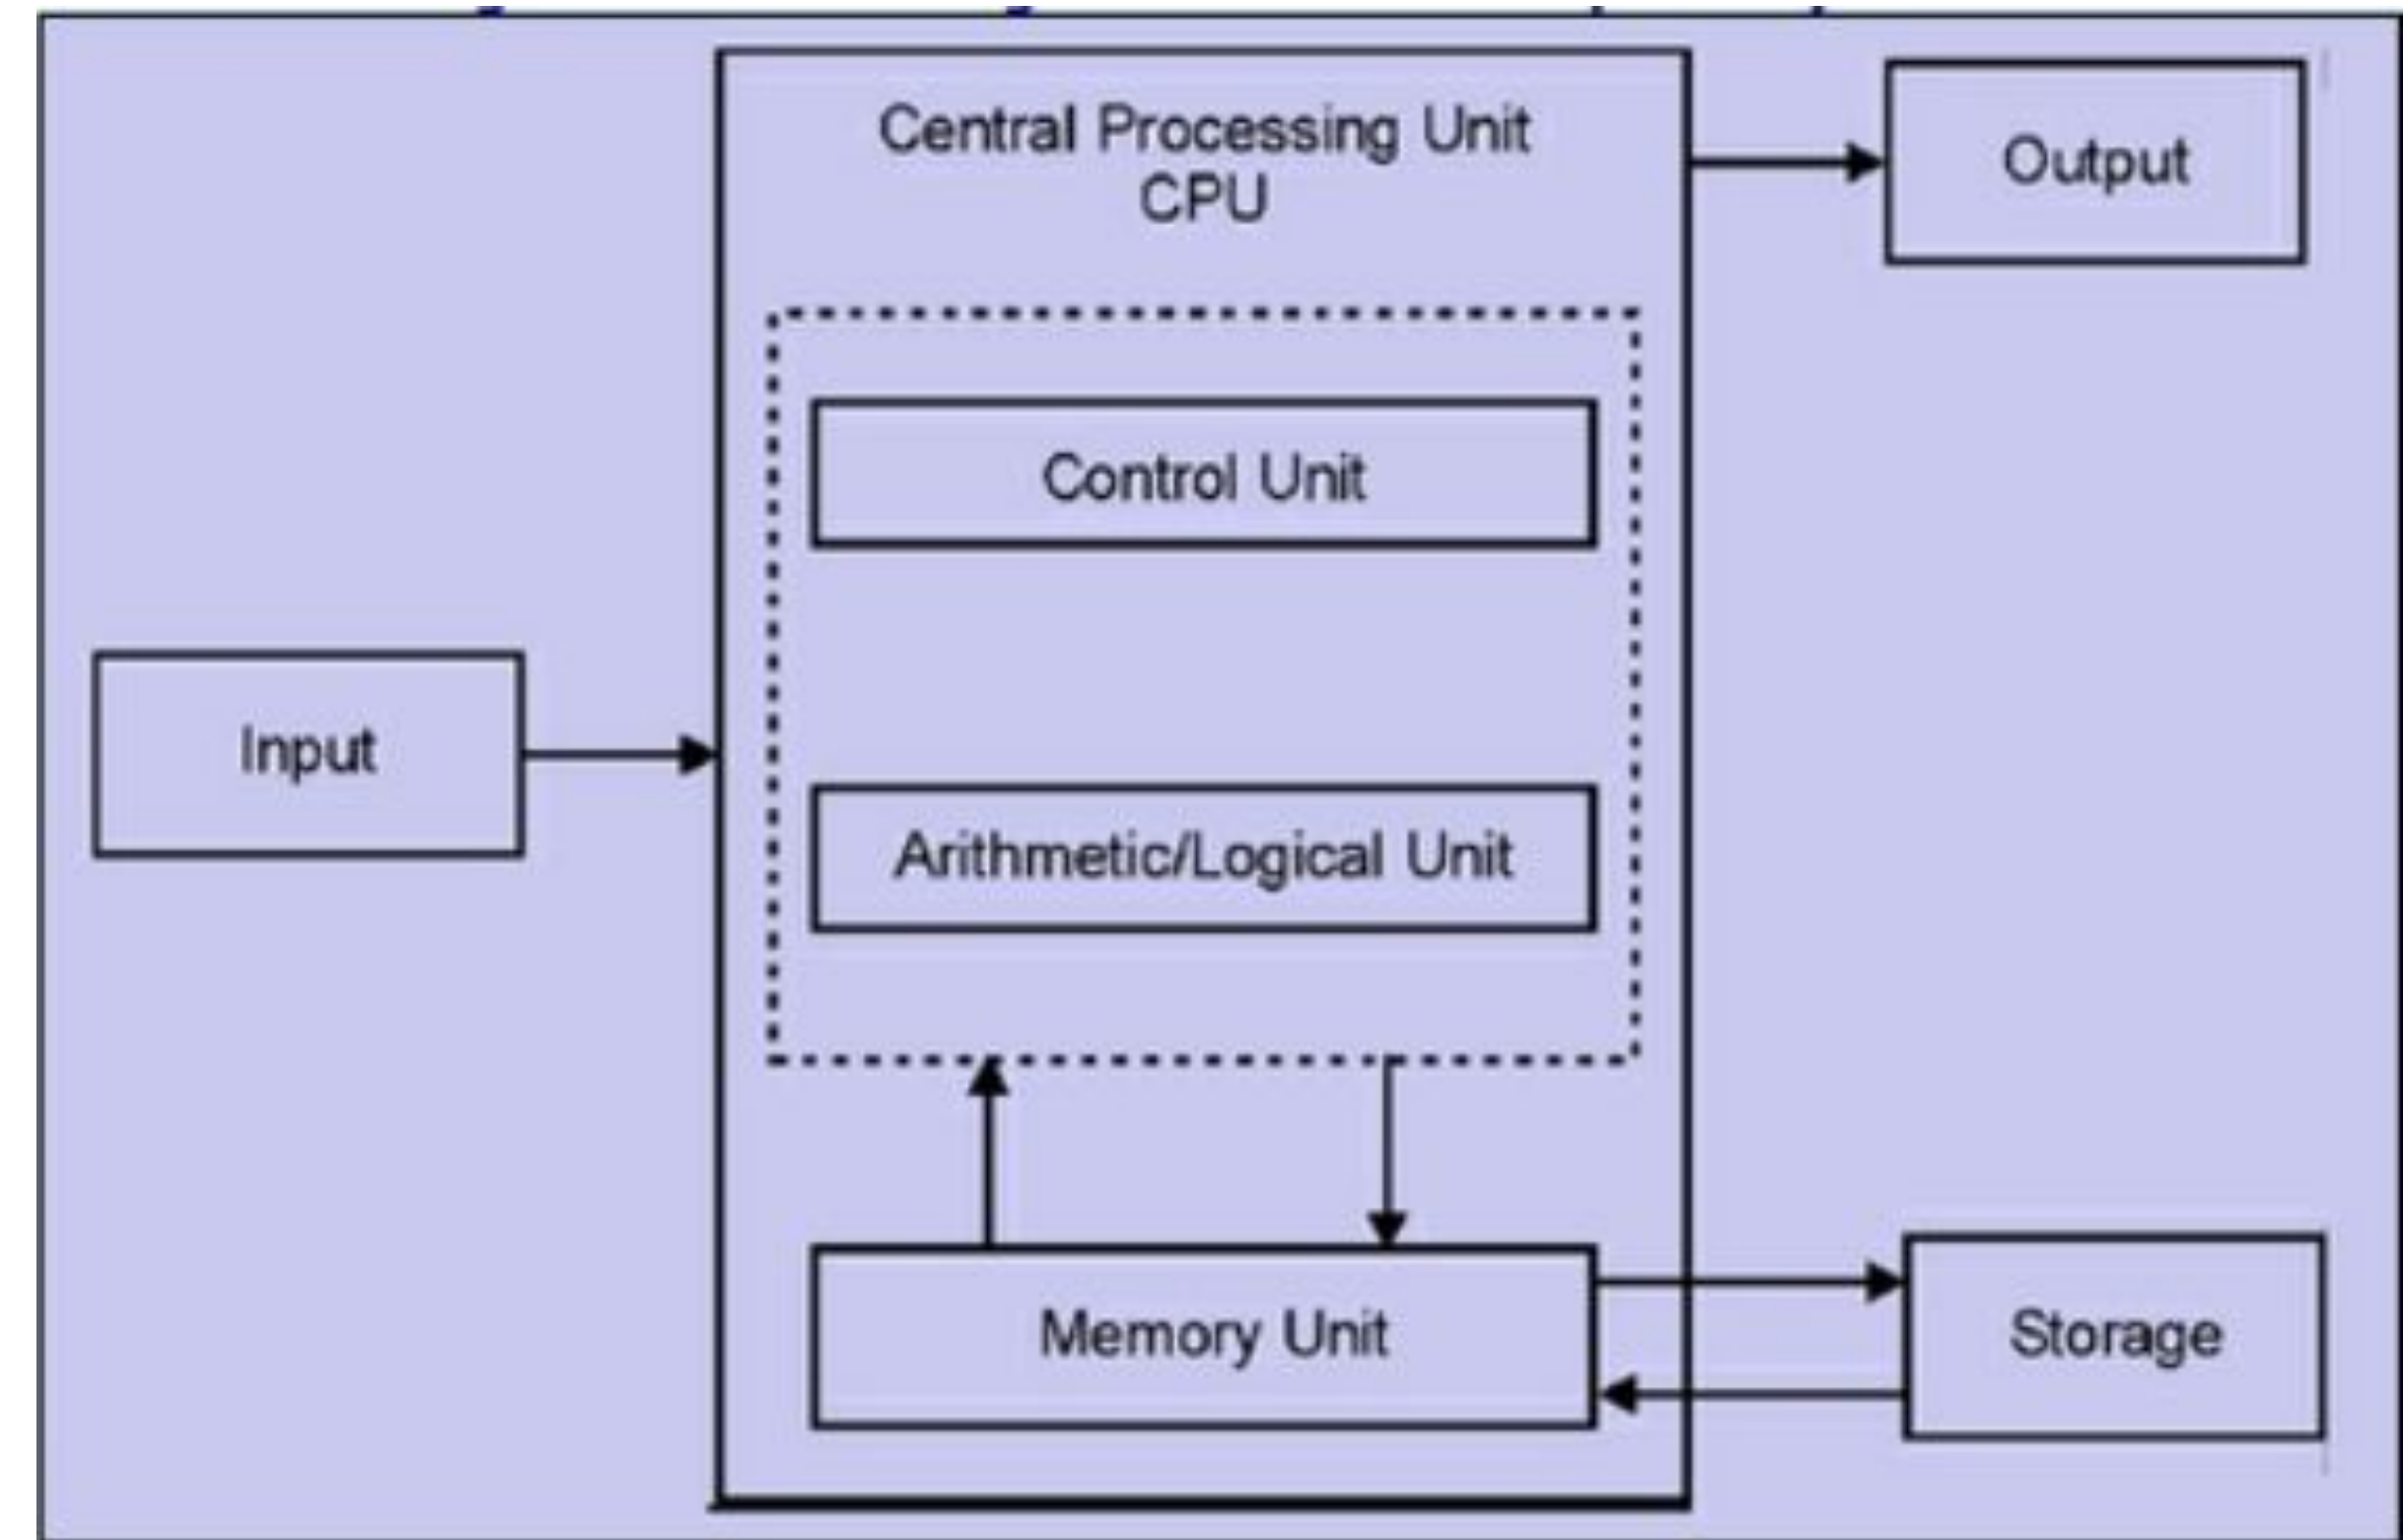 Central Processing Unit
CPU
Output
Control Unit
Input
Arithmetic/Logical Unit
Memory Unit
Storage